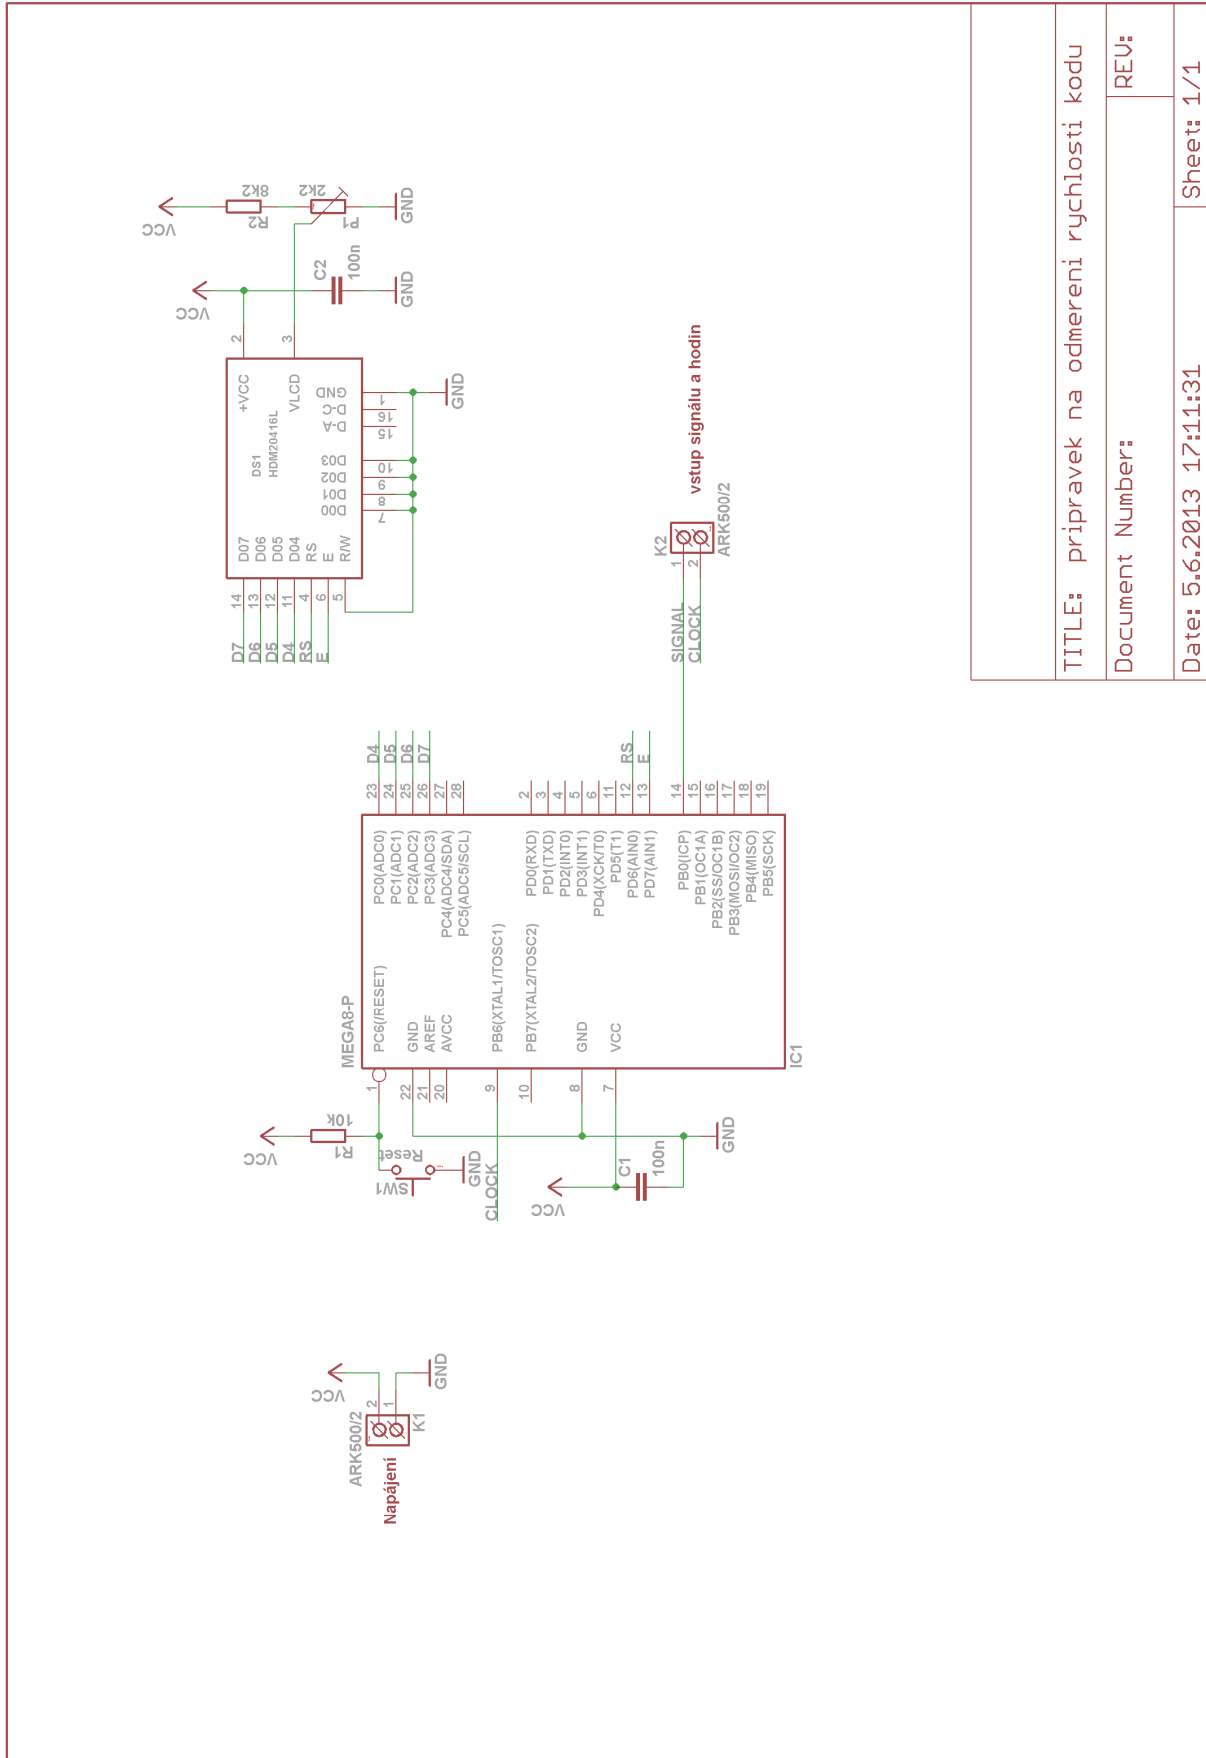 TITLE: pripravek na odmereni rychlosti kodu
Document Number:
REV:
Date: 5.6.2013 17:11:31
Sheet: 1/1
Napájení
ARK500/2
K1
2
1
VCC
GND
MEGA8-P
IC1
PC6(/RESET)
GND
AREF
AVCC
PB6(XTAL1/TOSC1)
PB7(XTAL2/TOSC2)
GND
VCC
1
22
21
20
9
10
8
7
PC0(ADC0)
PC1(ADC1)
PC2(ADC2)
PC3(ADC3)
PC4(ADC4/SDA)
PC5(ADC5/SCL)
PD0(RXD)
PD1(TXD)
PD2(INT0)
PD3(INT1)
PD4(XCK/T0)
PD5(T1)
PD6(AIN0)
PD7(AIN1)
PB0(ICP)
PB1(OC1A)
PB2(SS/OC1B)
PB3(MOSI/OC2)
PB4(MISO)
PB5(SCK)
23
24
25
26
27
28
2
3
4
5
6
11
12
13
14
15
16
17
18
19
D4
D5
D6
D7
RS
E
VCC
R1
10k
SW1
Reset
GND
CLOCK
VCC
C1
100n
GND
SIGNAL
CLOCK
K2
1
2
ARK500/2
vstup signálu a hodin
D7
D6
D5
D4
RS
E
14
13
12
11
4
6
5
D07
D06
D05
D04
RS
E
R/W
DS1
HDM20416L
+VCC
VLCD
2
3
GND
D-C
D-A
D03
D02
D01
D00
1
16
15
10
9
8
7
GND
VCC
C2
100n
GND
VCC
R2
8k2
P1
2k2
GND